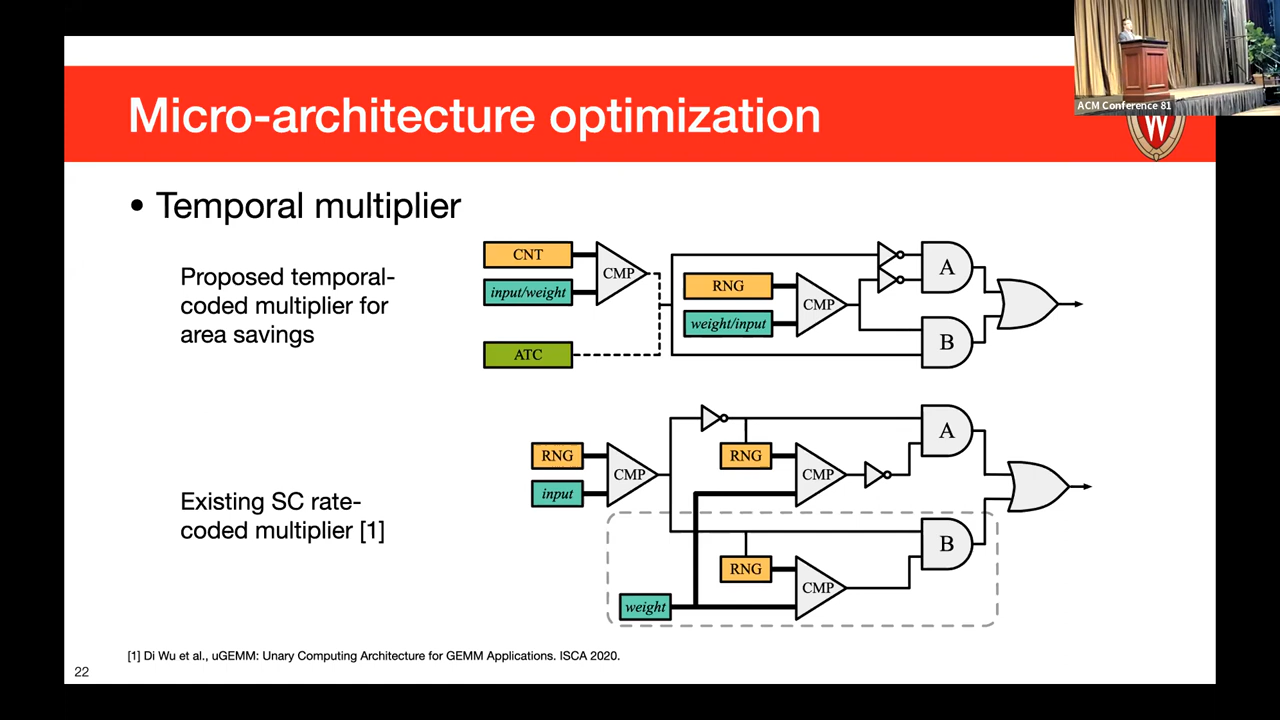 ACM Conference 81
W
Micro-architecture optimization
• Temporal multiplier
Proposed temporal-
coded multiplier for
area savings
CNT
input/weight
CMP
ATC
RNG
weight/input
CMP
A
B
Existing SC rate-
coded multiplier [1]
RNG
input
CMP
RNG
CMP
A
RNG
weight
CMP
B
[1] Di Wu et al., uGEMM: Unary Computing Architecture for GEMM Applications. ISCA 2020.
22